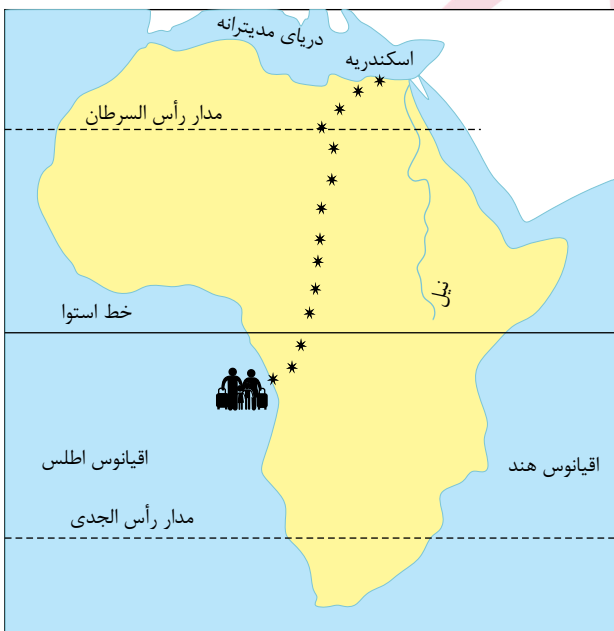 دریای مدیترانه
اسکندریه
مدار رأس السرطان
نیل
خط استوا
اقیانوس اطلس
اقیانوس هند
مدار رأس الجدی